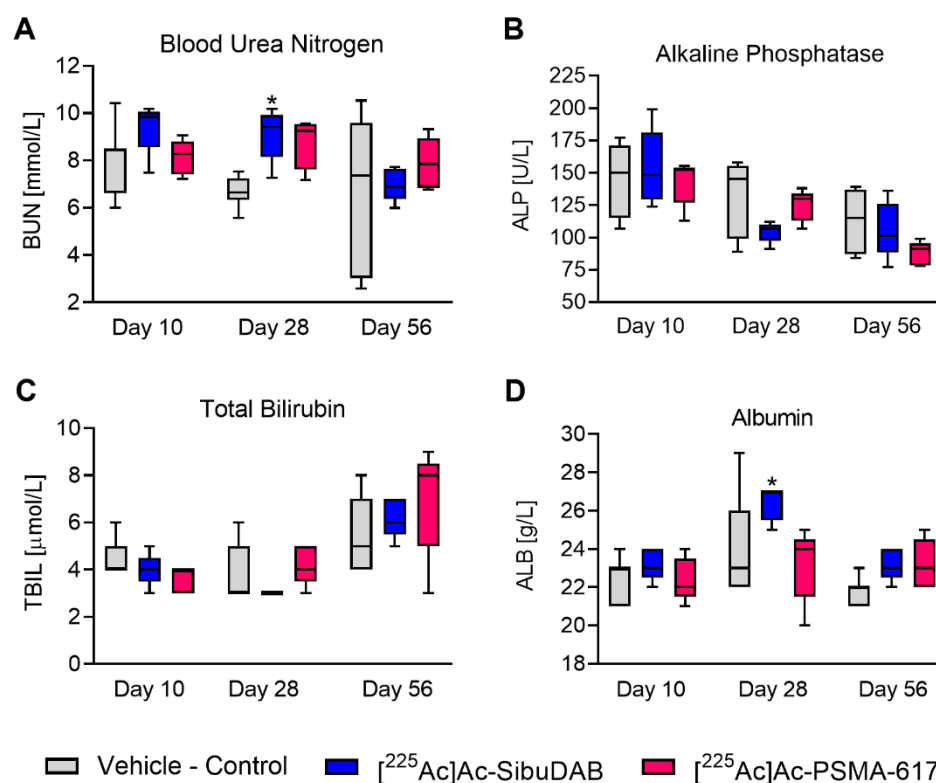 A
Blood Urea Nitrogen
BUN [mmol/L]
12
10
8
6
4
2
*
Day 10 Day 28 Day 56
B
Alkaline Phosphatase
ALP [U/L]
225
200
175
150
125
100
75
50
Day 10 Day 28 Day 56
C
Total Bilirubin
TBIL [μmol/L]
10
8
6
4
2
0
Day 10 Day 28 Day 56
D
Albumin
ALB [g/L]
30
28
26
24
22
20
18
*
Day 10 Day 28 Day 56
Vehicle - Control [²²⁵Ac]Ac-SibuDAB [²²⁵Ac]Ac-PSMA-617